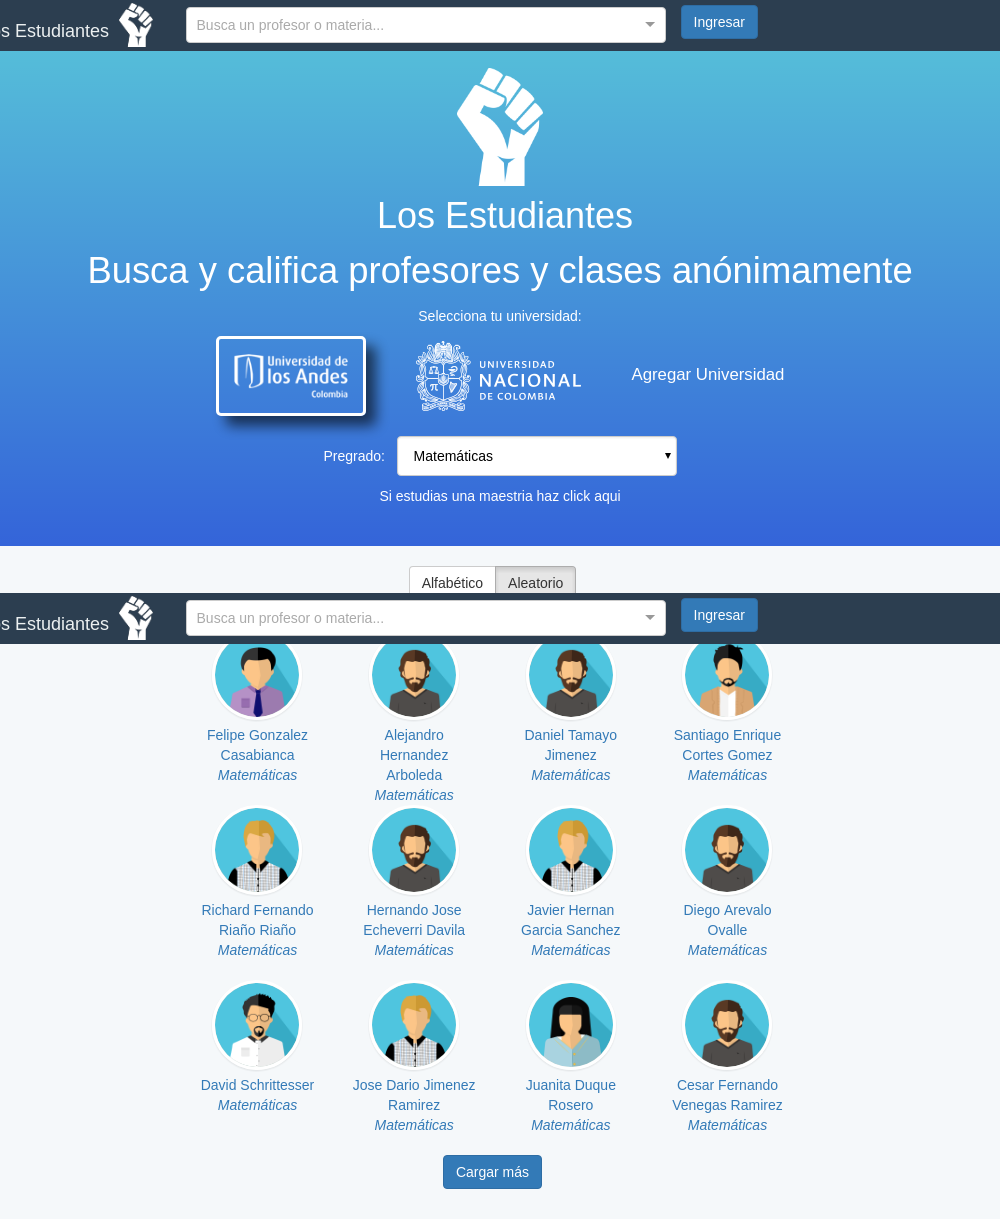 s Estudiantes
Busca un profesor o materia...
Ingresar
Los Estudiantes
Busca y califica profesores y clases anónimamente
Selecciona tu universidad:
Universidad de
los Andes
Colombia
UNIVERSIDAD
NACIONAL
DE COLOMBIA
Agregar Universidad
Pregrado:
Matemáticas
Si estudias una maestria haz click aqui
Alfabético
Aleatorio
s Estudiantes
Busca un profesor o materia...
Ingresar
Felipe Gonzalez
Casabianca
Matemáticas
Alejandro
Hernandez
Arboleda
Matemáticas
Daniel Tamayo
Jimenez
Matemáticas
Santiago Enrique
Cortes Gomez
Matemáticas
Richard Fernando
Riaño Riaño
Matemáticas
Hernando Jose
Echeverri Davila
Matemáticas
Javier Hernan
Garcia Sanchez
Matemáticas
Diego Arevalo
Ovalle
Matemáticas
David Schrittesser
Matemáticas
Jose Dario Jimenez
Ramirez
Matemáticas
Juanita Duque
Rosero
Matemáticas
Cesar Fernando
Venegas Ramirez
Matemáticas
Cargar más